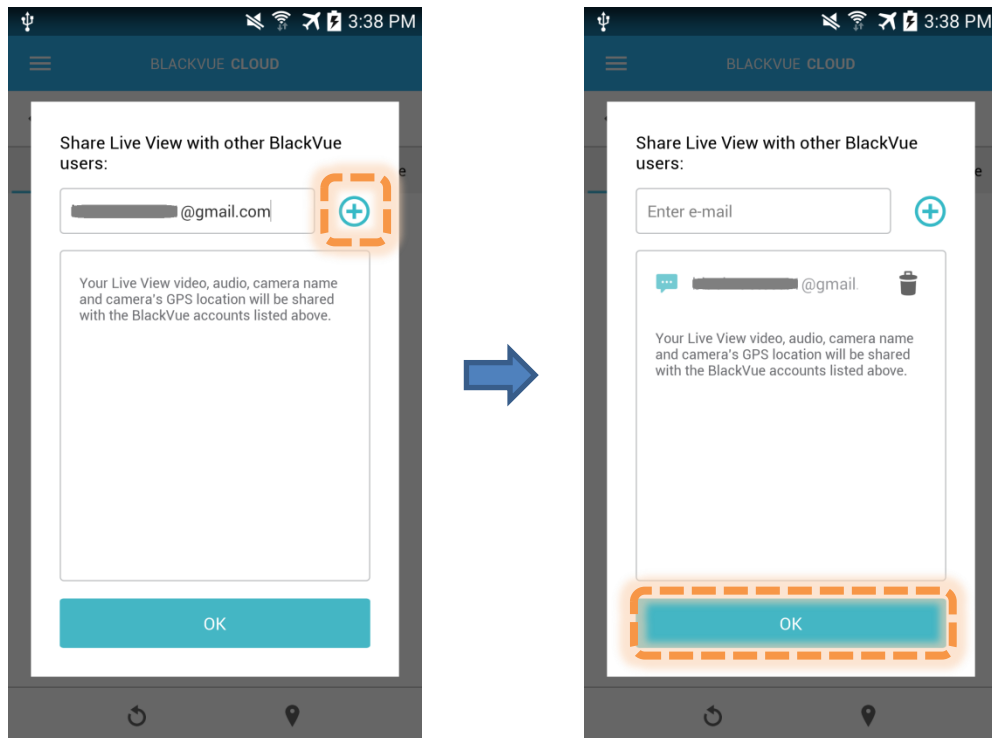 3:38 PM
BLACKVUE CLOUD
Share Live View with other BlackVue
users:
@gmail.com
Your Live View video, audio, camera name
and camera's GPS location will be shared
with the BlackVue accounts listed above.
OK
3:38 PM
BLACKVUE CLOUD
Share Live View with other BlackVue
users:
Enter e-mail
@gmail.
Your Live View video, audio, camera name
and camera's GPS location will be shared
with the BlackVue accounts listed above.
OK